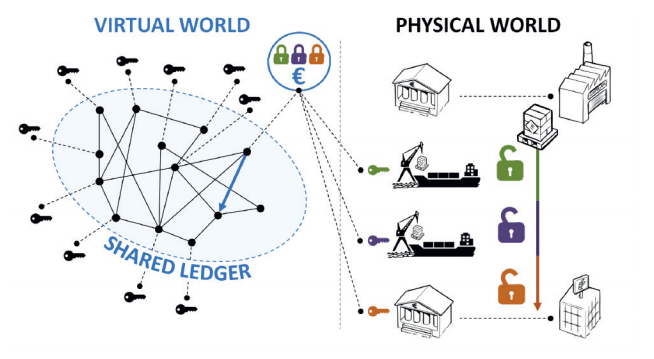 VIRTUAL WORLD
PHYSICAL WORLD
€
SHARED LEDGER